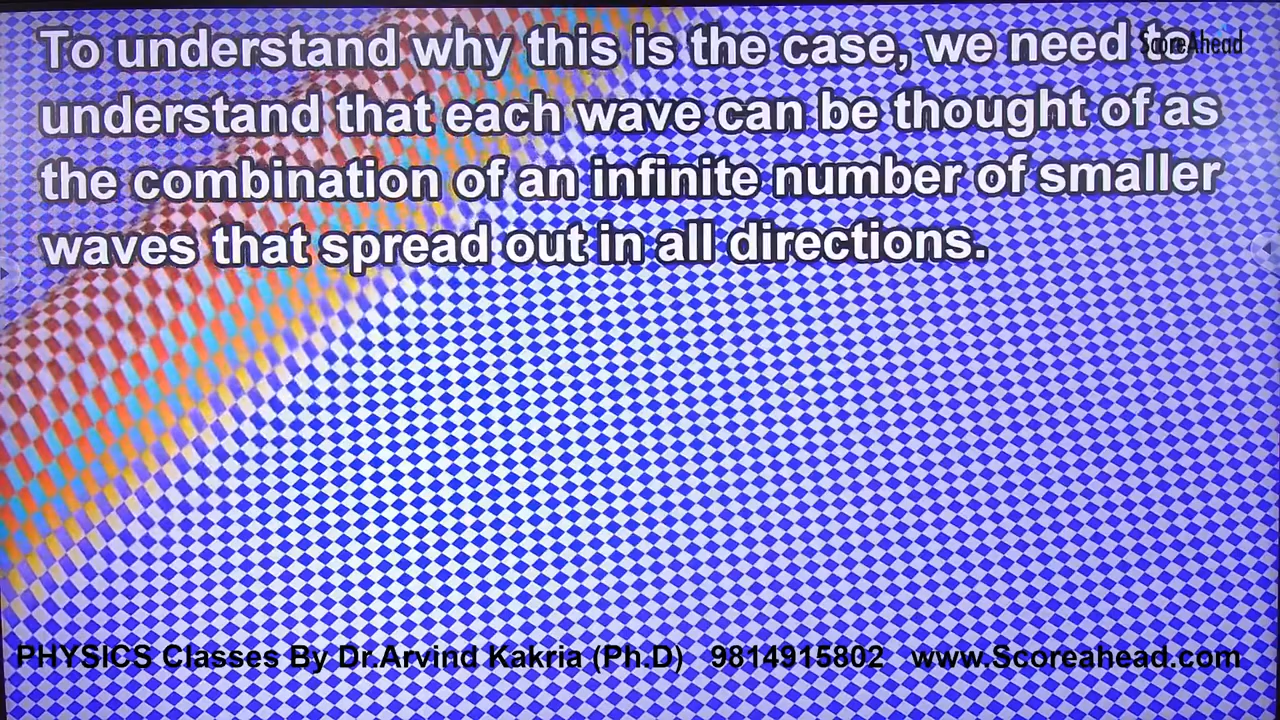 To understand why this is the case, we need to
ScoreAhead
understand that each wave can be thought of as
the combination of an infinite number of smaller
waves that spread out in all directions.
PHYSICS Classes By Dr.Arvind Kakria (Ph.D) 9814915802 www.Scoreahead.com